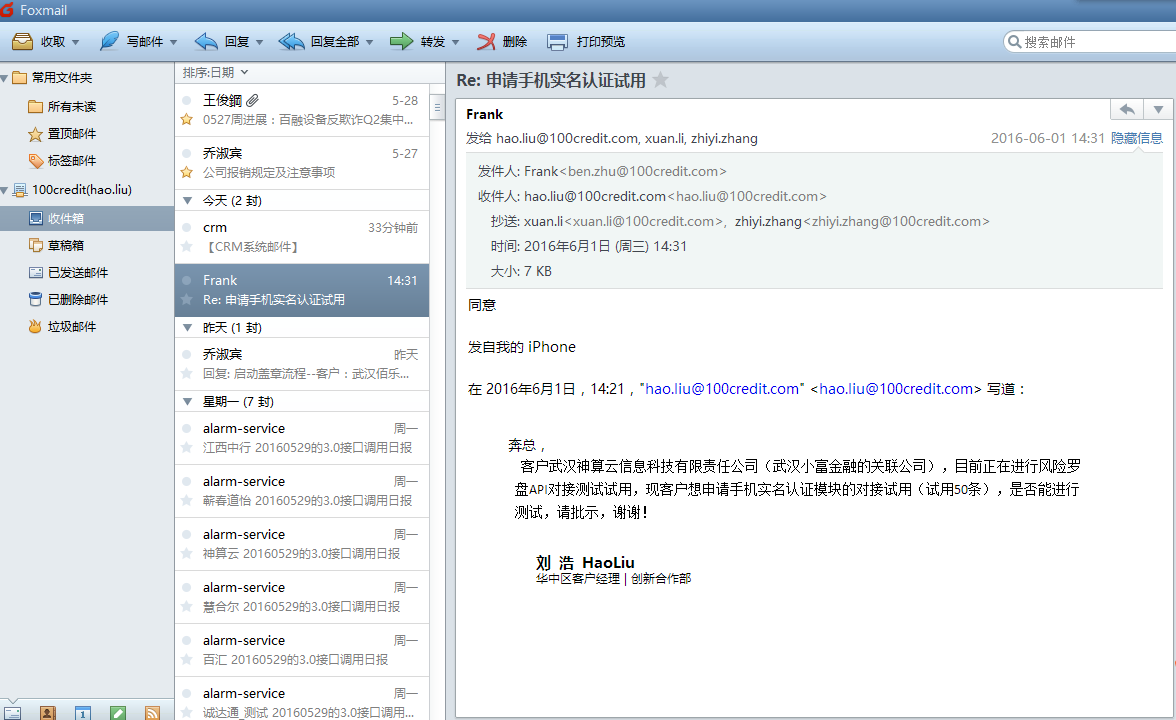 Foxmail
收取 写邮件 回复 回复全部 转发 删除 打印预览 搜索邮件
常用文件夹
所有未读
置顶邮件
标签邮件
100credit(hao.liu)
收件箱
草稿箱
已发送邮件
已删除邮件
垃圾邮件
排序:日期
王俊鋼 5-28
0527周进展：百融设备反欺诈Q2集中...
乔淑宾 5-27
公司报销规定及注意事项
今天 (2 封)
crm 33分钟前
【CRM系统邮件】
Frank 14:31
Re: 申请手机实名认证试用
昨天 (1 封)
乔淑宾 昨天
回复: 启动盖章流程--客户：武汉佰乐...
星期一 (7 封)
alarm-service 周一
江西中行 20160529的3.0接口调用日报
alarm-service 周一
蕲春道怡 20160529的3.0接口调用日报
alarm-service 周一
神算云 20160529的3.0接口调用日报
alarm-service 周一
慧合尔 20160529的3.0接口调用日报
alarm-service 周一
百汇 20160529的3.0接口调用日报
alarm-service 周一
诚达通_测试 20160529的3.0接口调用...
Re: 申请手机实名认证试用
Frank
发给 hao.liu@100credit.com, xuan.li, zhiyi.zhang 2016-06-01 14:31 隐藏信息
发件人: Frank<ben.zhu@100credit.com>
收件人: hao.liu@100credit.com<hao.liu@100credit.com>
抄送: xuan.li<xuan.li@100credit.com>, zhiyi.zhang<zhiyi.zhang@100credit.com>
时间: 2016年6月1日 (周三) 14:31
大小: 7 KB
同意
发自我的 iPhone
在 2016年6月1日，14:21，"hao.liu@100credit.com" <hao.liu@100credit.com> 写道：
奔总，
客户武汉神算云信息科技有限责任公司（武汉小富金融的关联公司），目前正在进行风险罗
盘API对接测试试用，现客户想申请手机实名认证模块的对接试用（试用50条），是否能进行
测试，请批示，谢谢！
刘 浩 HaoLiu
华中区客户经理 | 创新合作部